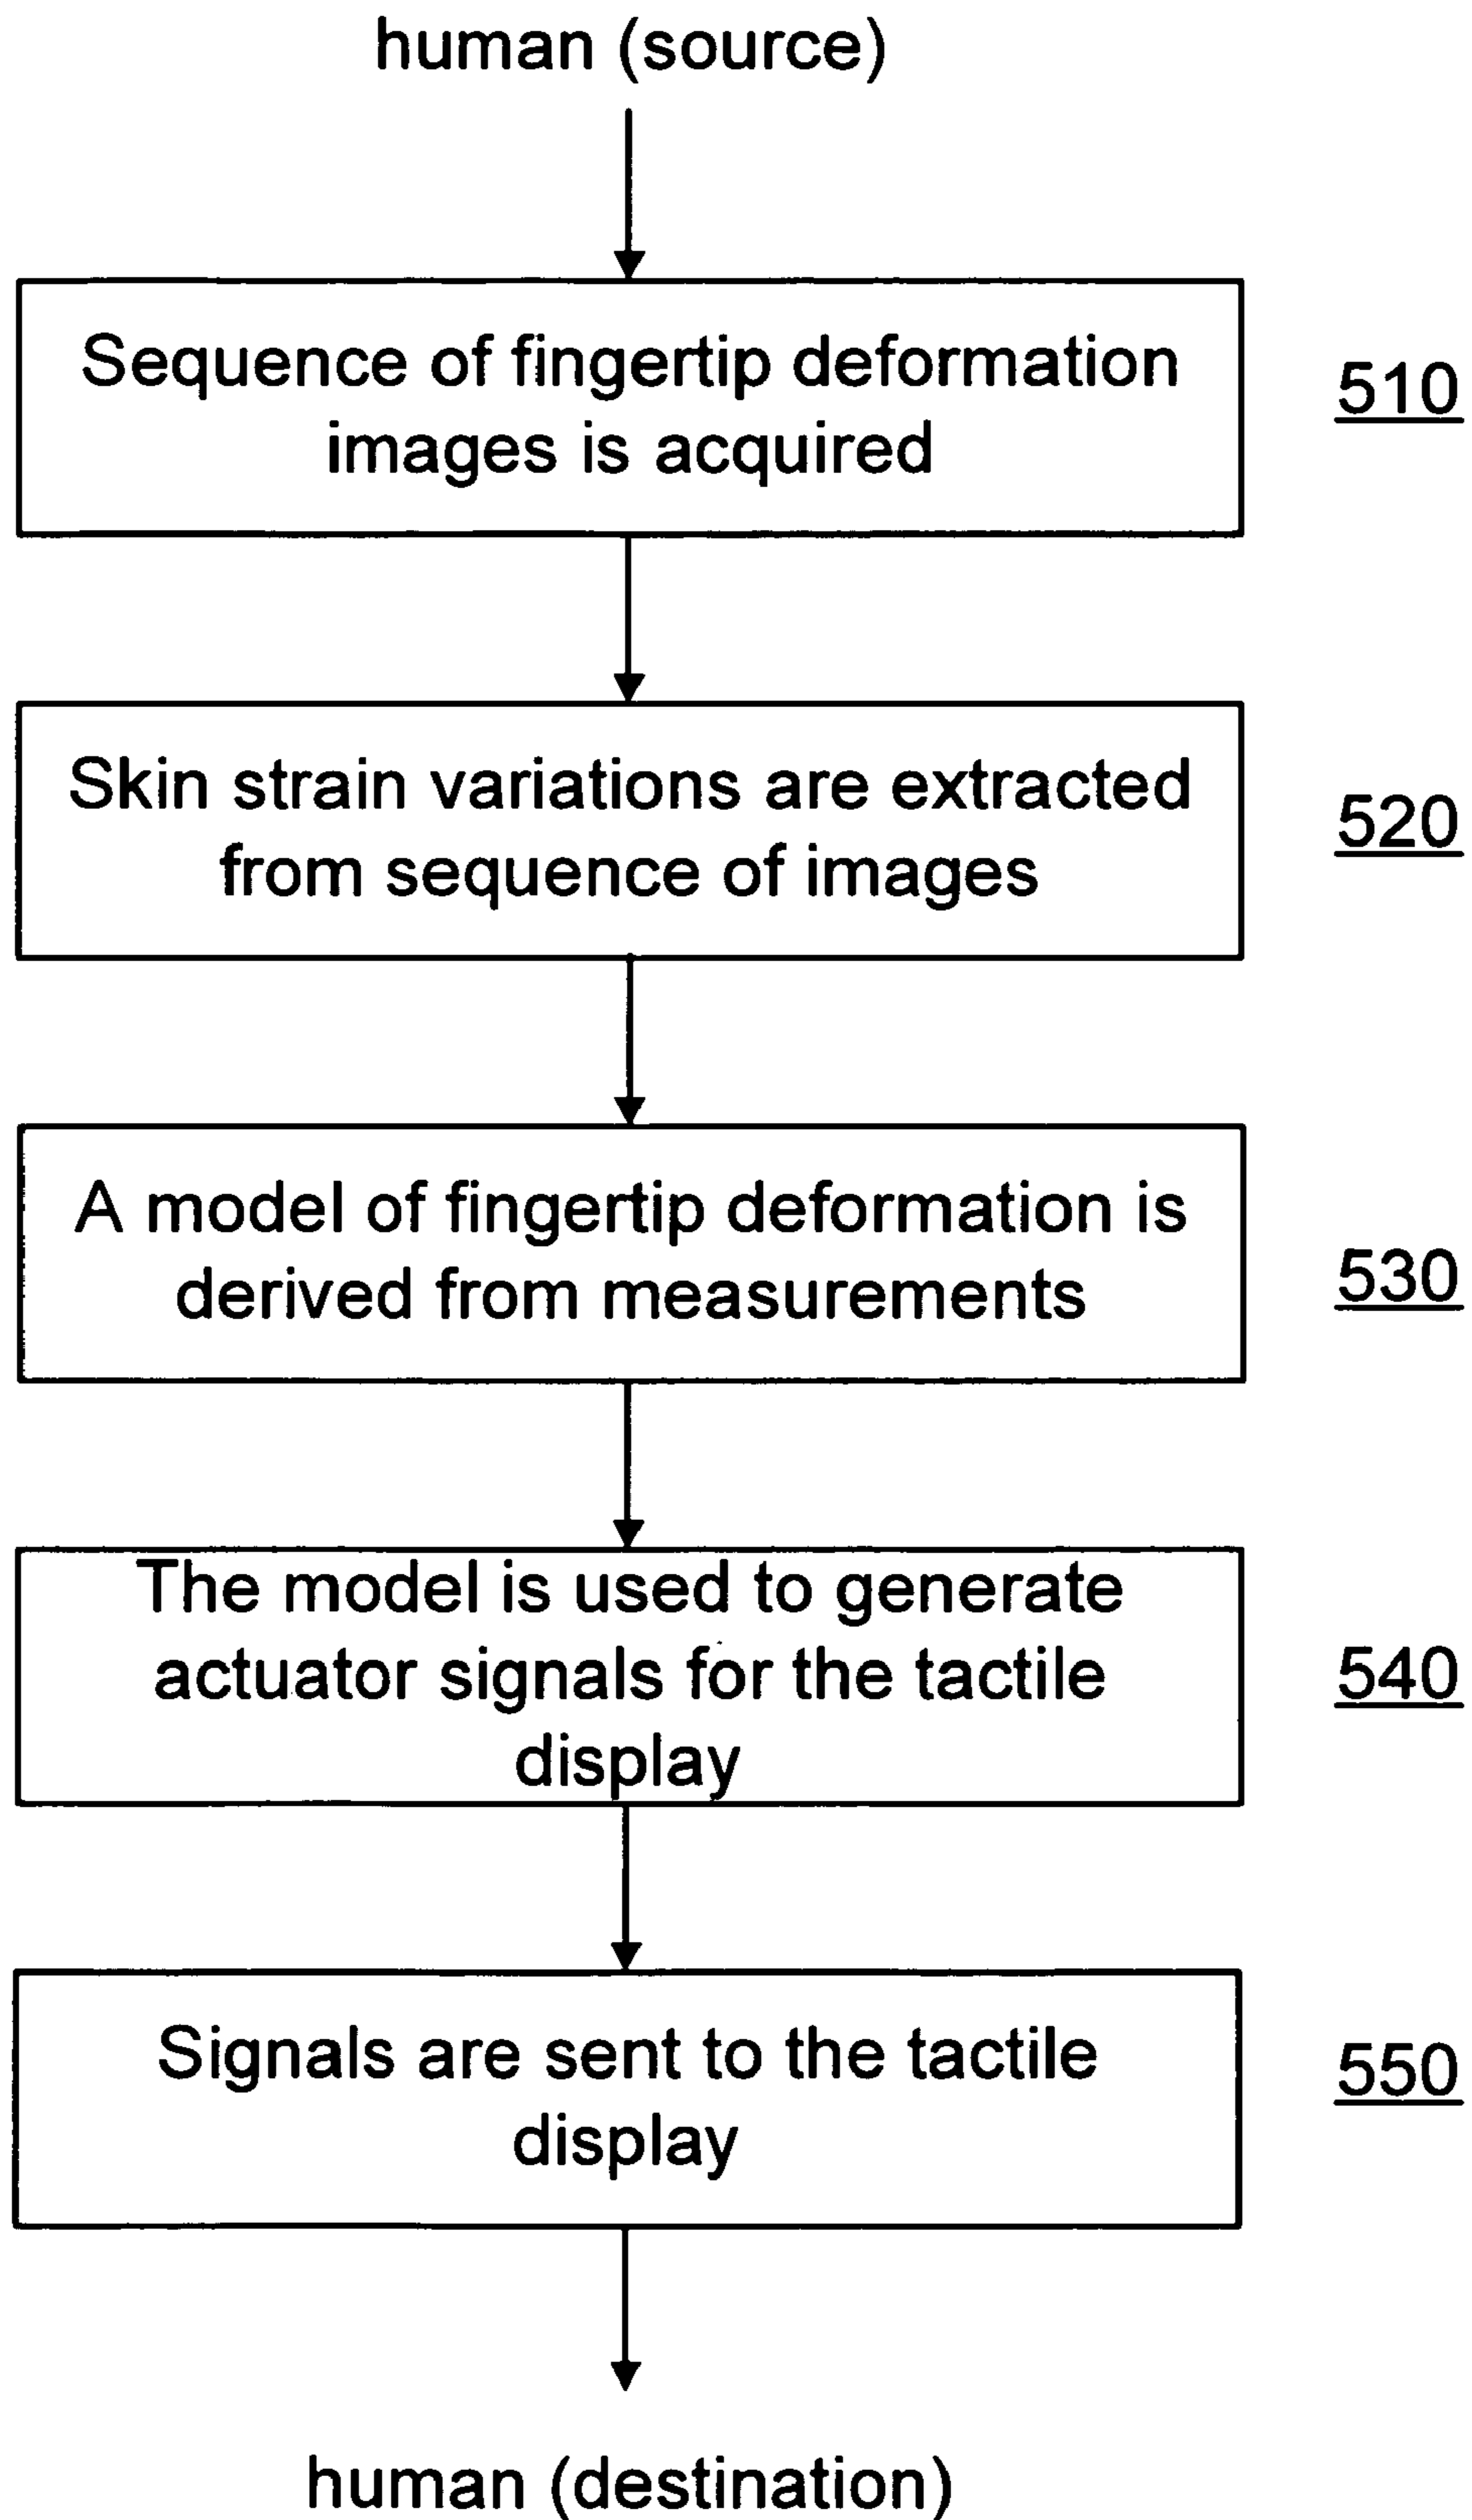 human (source)
Sequence of fingertip deformation
images is acquired
510
Skin strain variations are extracted
from sequence of images
520
A model of fingertip deformation is
derived from measurements
530
The model is used to generate
actuator signals for the tactile
display
540
Signals are sent to the tactile
display
550
human (destination)